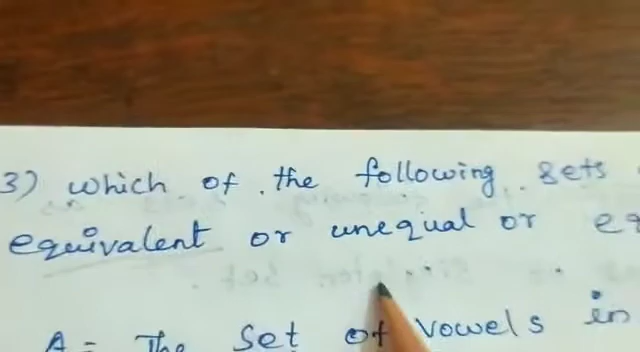 3) which of the following sets
equivalent or unequal or
A = The set of vowels in